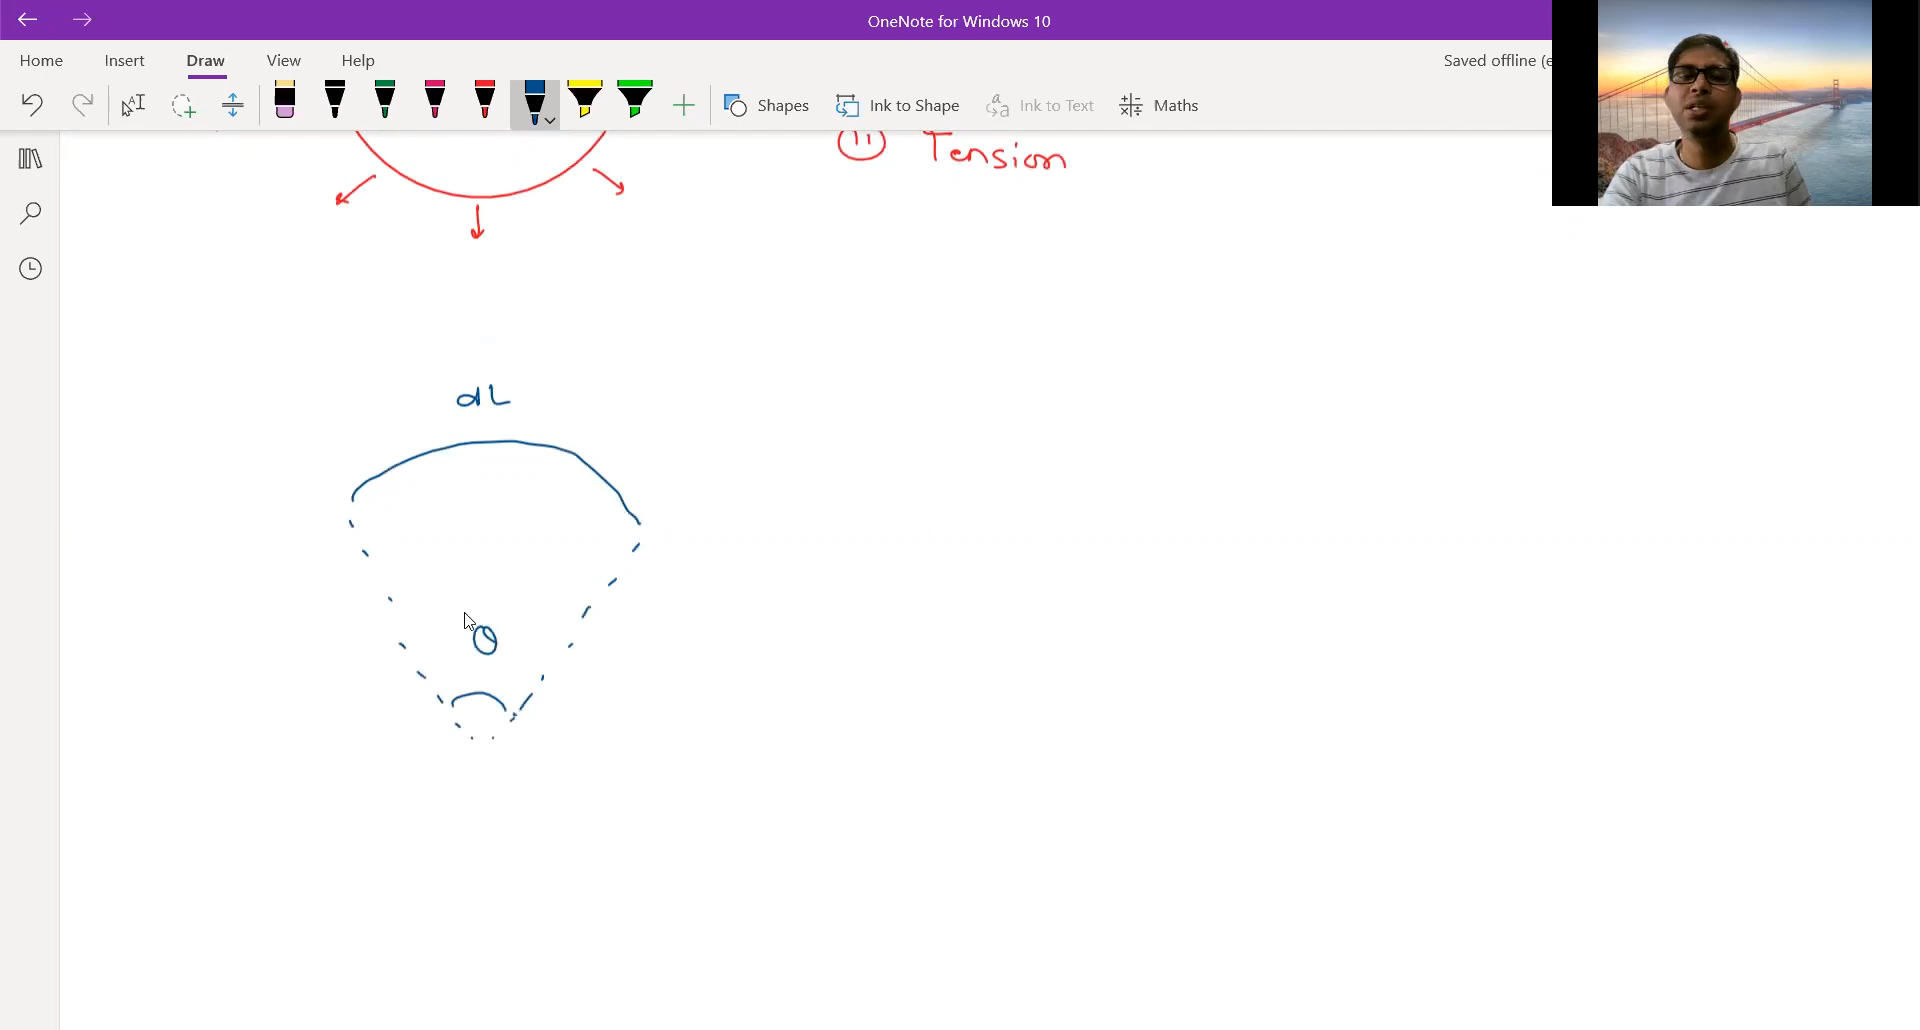 OneNote for Windows 10
Home Insert Draw View Help
Saved offline (e
Shapes Ink to Shape Ink to Text Maths
(ii) Tension
dL
θ